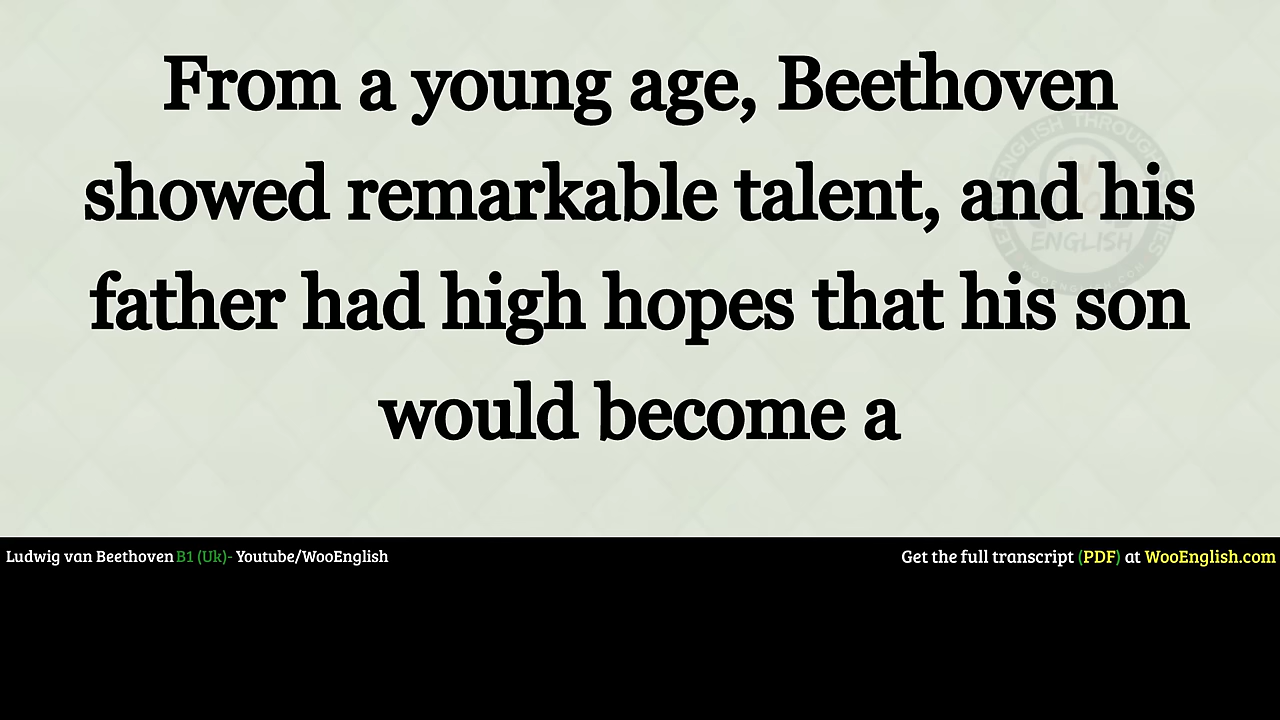 From a young age, Beethoven
showed remarkable talent, and his
father had high hopes that his son
would become a
ENGLISH
Ludwig van Beethoven B1 (Uk)- Youtube/WooEnglish
Get the full transcript (PDF) at WooEnglish.com